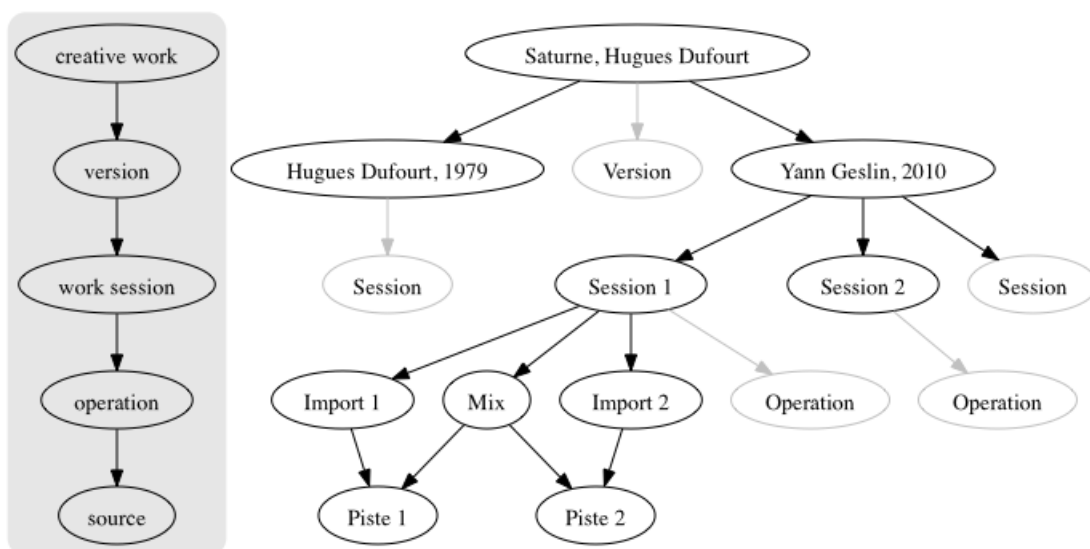 creative work
Saturne, Hugues Dufourt
version
Hugues Dufourt, 1979
Version
Yann Geslin, 2010
work session
Session
Session 1
Session 2
Session
operation
Import 1
Mix
Import 2
Operation
Operation
source
Piste 1
Piste 2